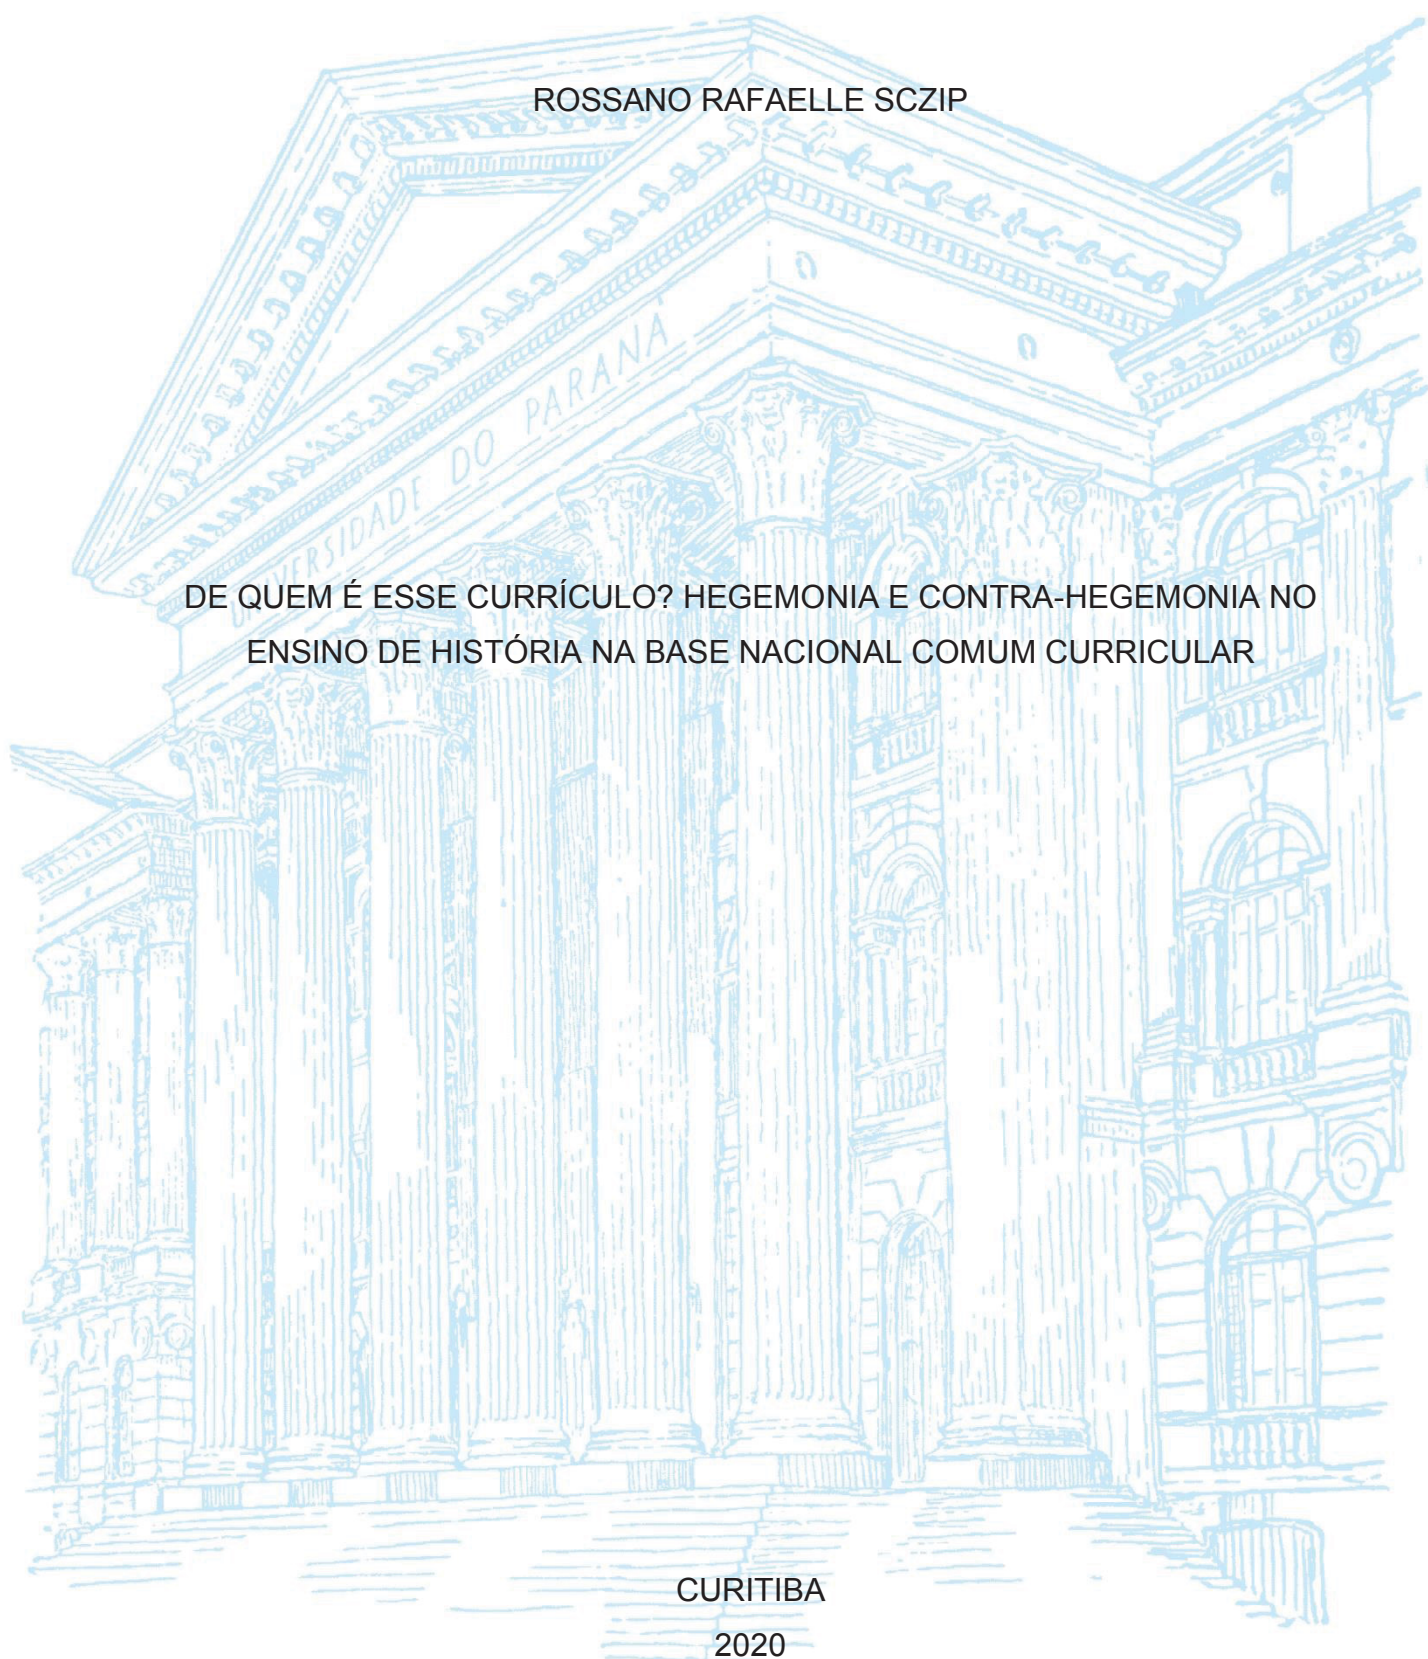 ROSSANO RAFAELLE SCZIP
UNIVERSIDADE DO PARANÁ
DE QUEM É ESSE CURRÍCULO? HEGEMONIA E CONTRA-HEGEMONIA NO
ENSINO DE HISTÓRIA NA BASE NACIONAL COMUM CURRICULAR
CURITIBA
2020